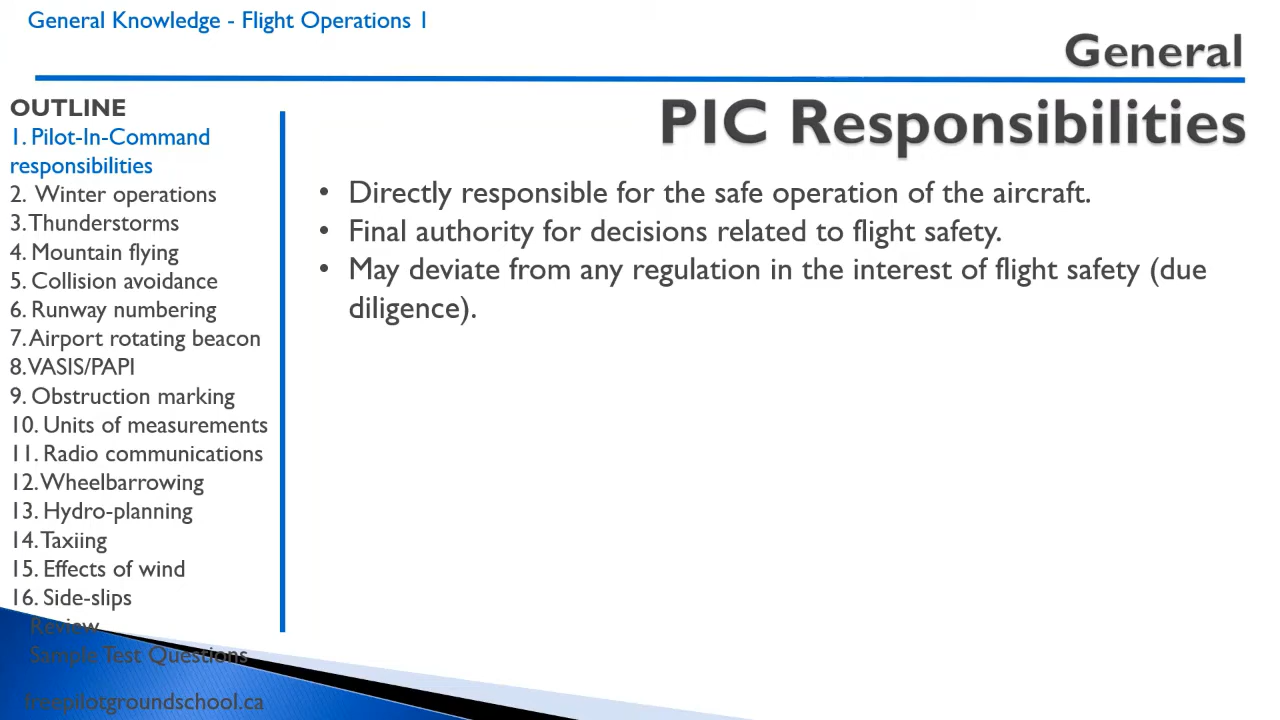 General Knowledge - Flight Operations 1
General
PIC Responsibilities
OUTLINE
1. Pilot-In-Command
responsibilities
2. Winter operations
3. Thunderstorms
4. Mountain flying
5. Collision avoidance
6. Runway numbering
7. Airport rotating beacon
8. VASIS/PAPI
9. Obstruction marking
10. Units of measurements
11. Radio communications
12. Wheelbarrowing
13. Hydro-planning
14. Taxiing
15. Effects of wind
16. Side-slips
Review
Sample Test Questions
freepilotgroundschool.ca
• Directly responsible for the safe operation of the aircraft.
• Final authority for decisions related to flight safety.
• May deviate from any regulation in the interest of flight safety (due
diligence).